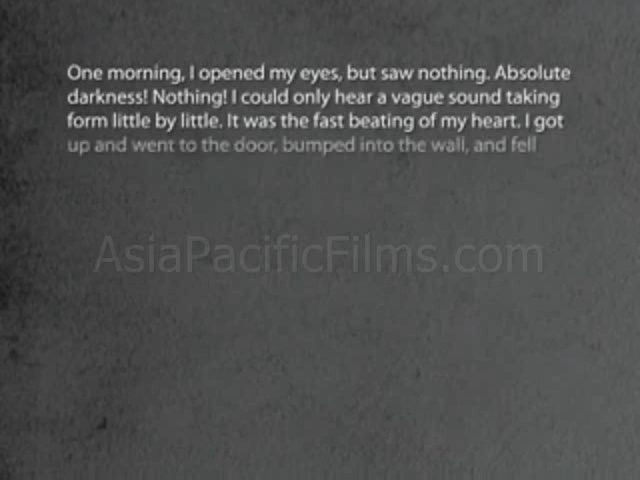 One morning, I opened my eyes, but saw nothing. Absolute
darkness! Nothing! I could only hear a vague sound taking
form little by little. It was the fast beating of my heart. I got
up and went to the door, bumped into the wall, and fell
AsiaPacificFilms.com